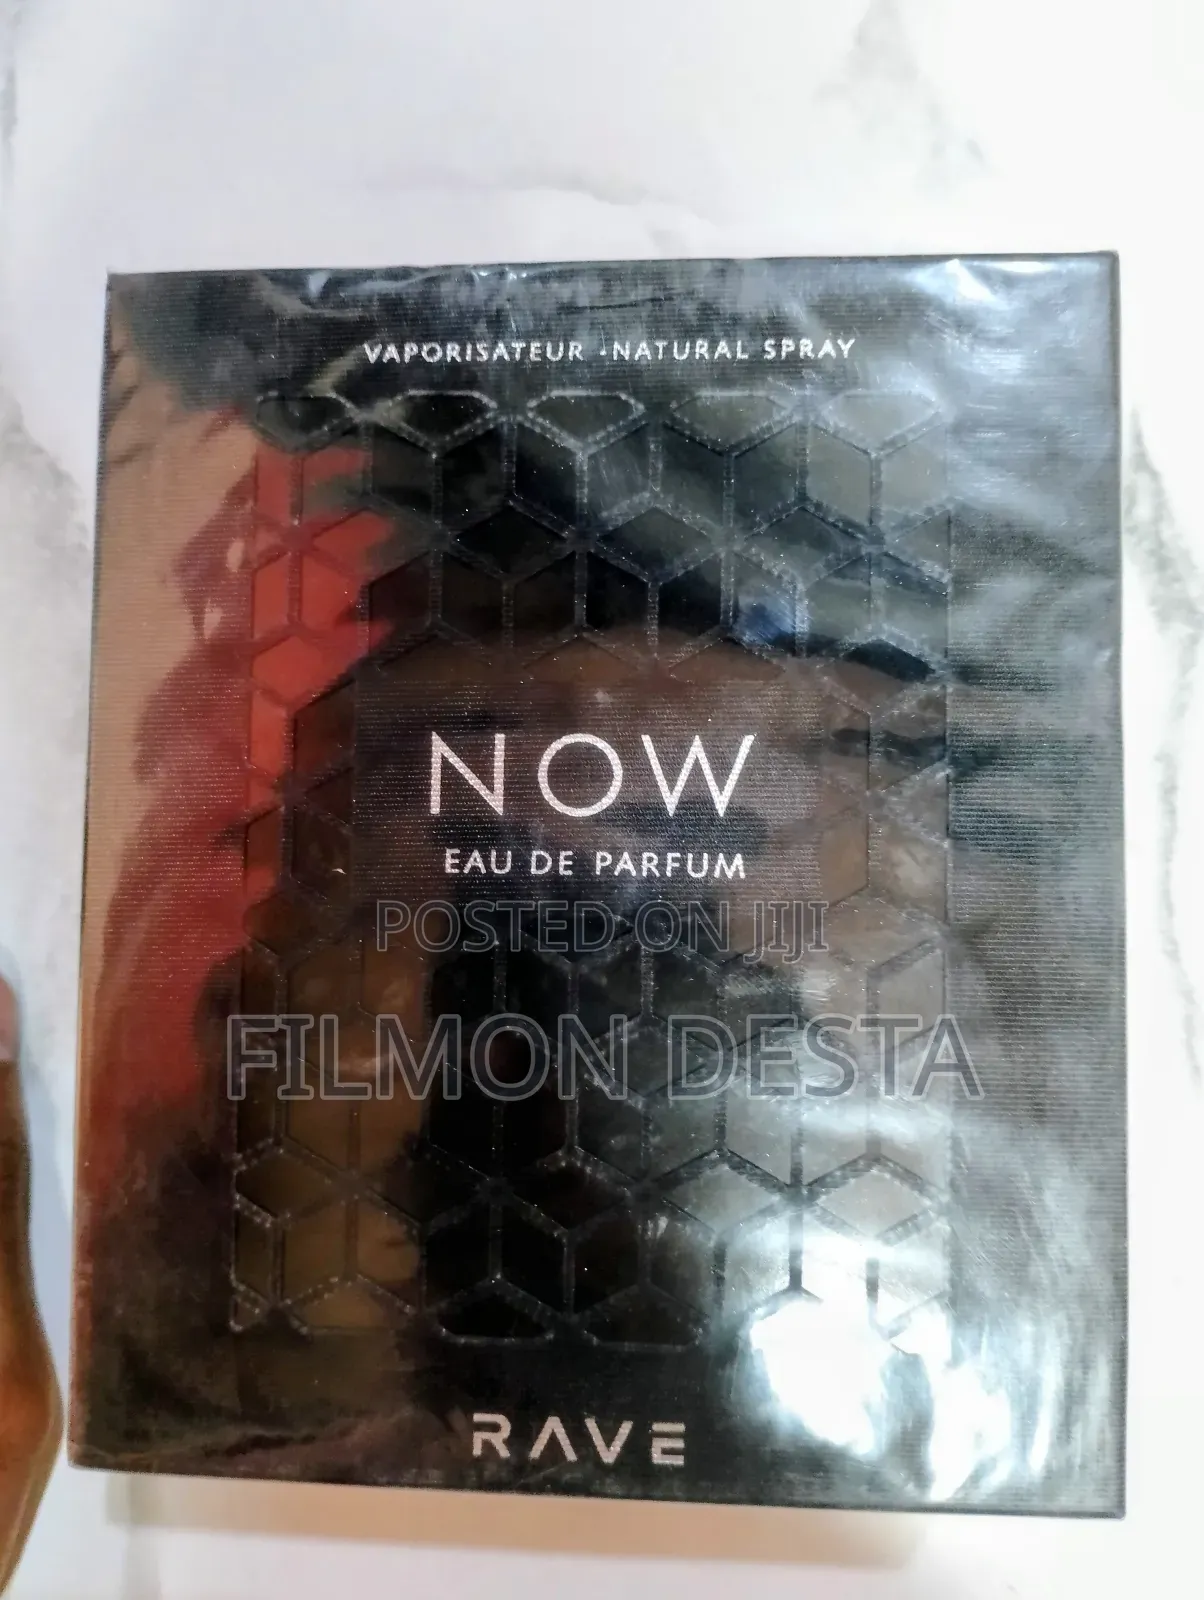 VAPORISATEUR · NATURAL SPRAY
NOW
EAU DE PARFUM
POSTED ON JIJI
FILMON DESTA
RAVE